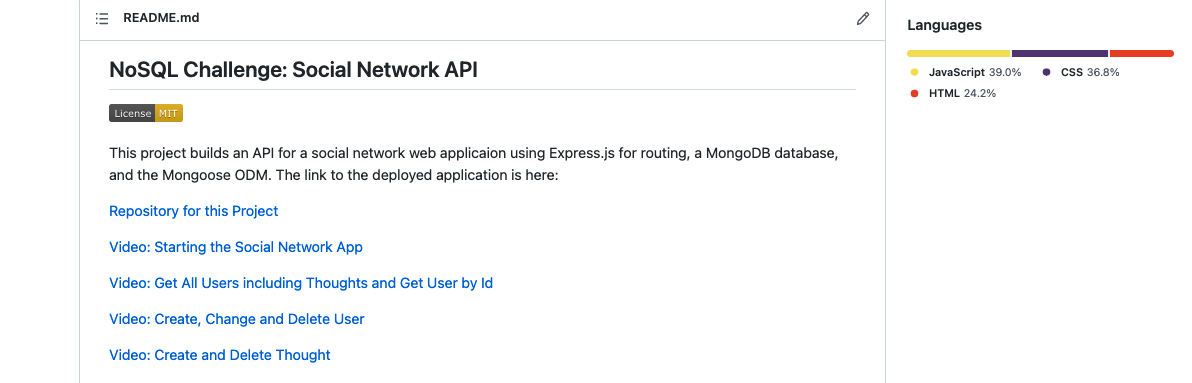 README.md
NoSQL Challenge: Social Network API
License MIT
This project builds an API for a social network web applicaion using Express.js for routing, a MongoDB database,
and the Mongoose ODM. The link to the deployed application is here:
Repository for this Project
Video: Starting the Social Network App
Video: Get All Users including Thoughts and Get User by Id
Video: Create, Change and Delete User
Video: Create and Delete Thought
Languages
JavaScript 39.0% CSS 36.8%
HTML 24.2%